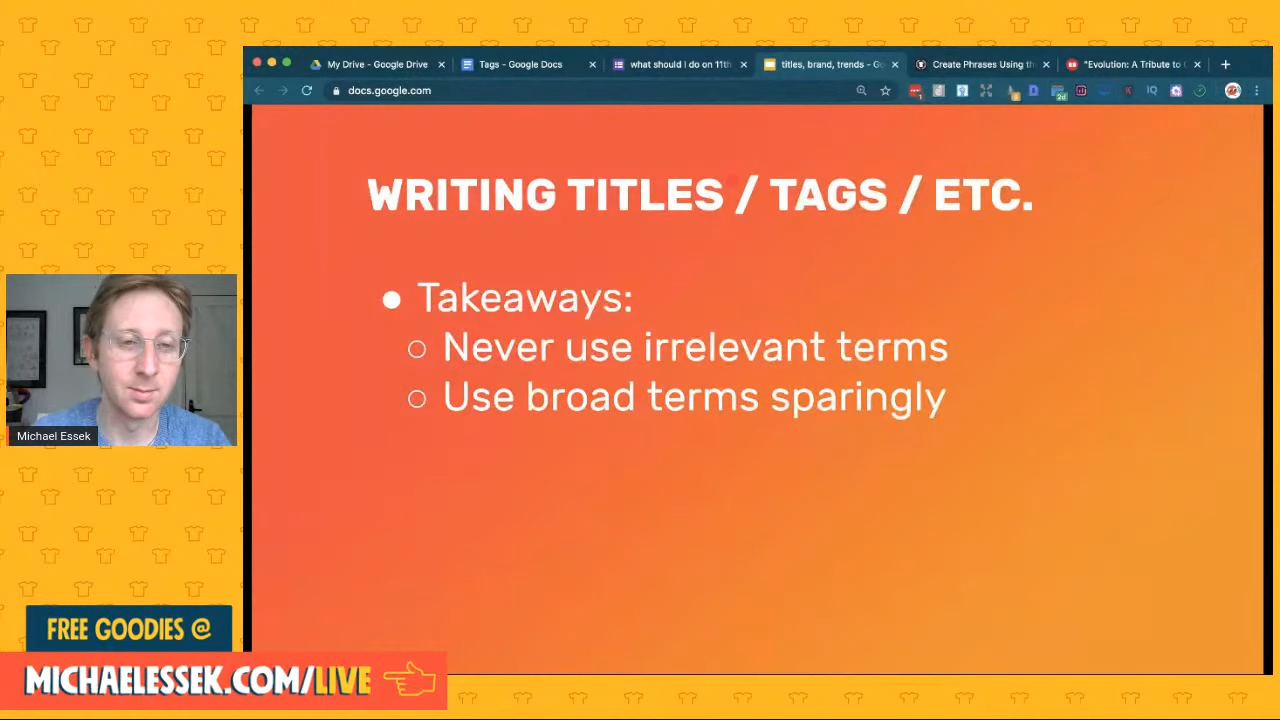 My Drive - Google Drive
Tags - Google Docs
what should I do on 11th
titles, brand, trends - Go
Create Phrases Using th
"Evolution: A Tribute to
docs.google.com
WRITING TITLES / TAGS / ETC.
Takeaways:
Never use irrelevant terms
Use broad terms sparingly
Michael Essek
FREE GOODIES @
MICHAELESSEK.COM/LIVE